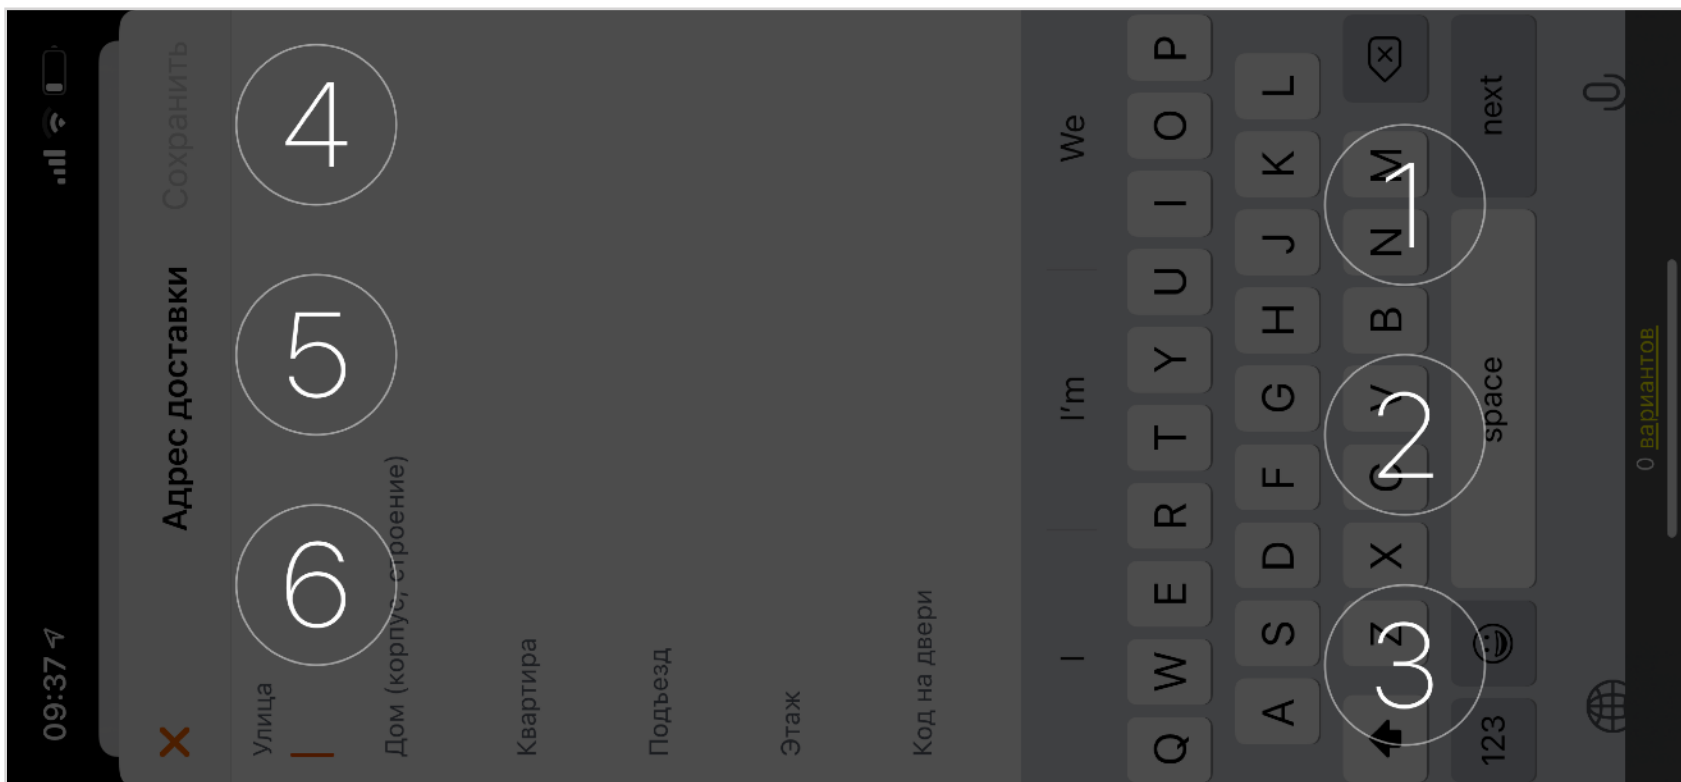 09:37
Адрес доставки
Сохранить
Улица
Дом (корпус, строение)
Квартира
Подъезд
Этаж
Код на двери
4
5
6
I I'm We
Q W E R T Y U I O P
A S D F G H J K L
Z X C V B N M
123 space next
1
2
3
0 вариантов